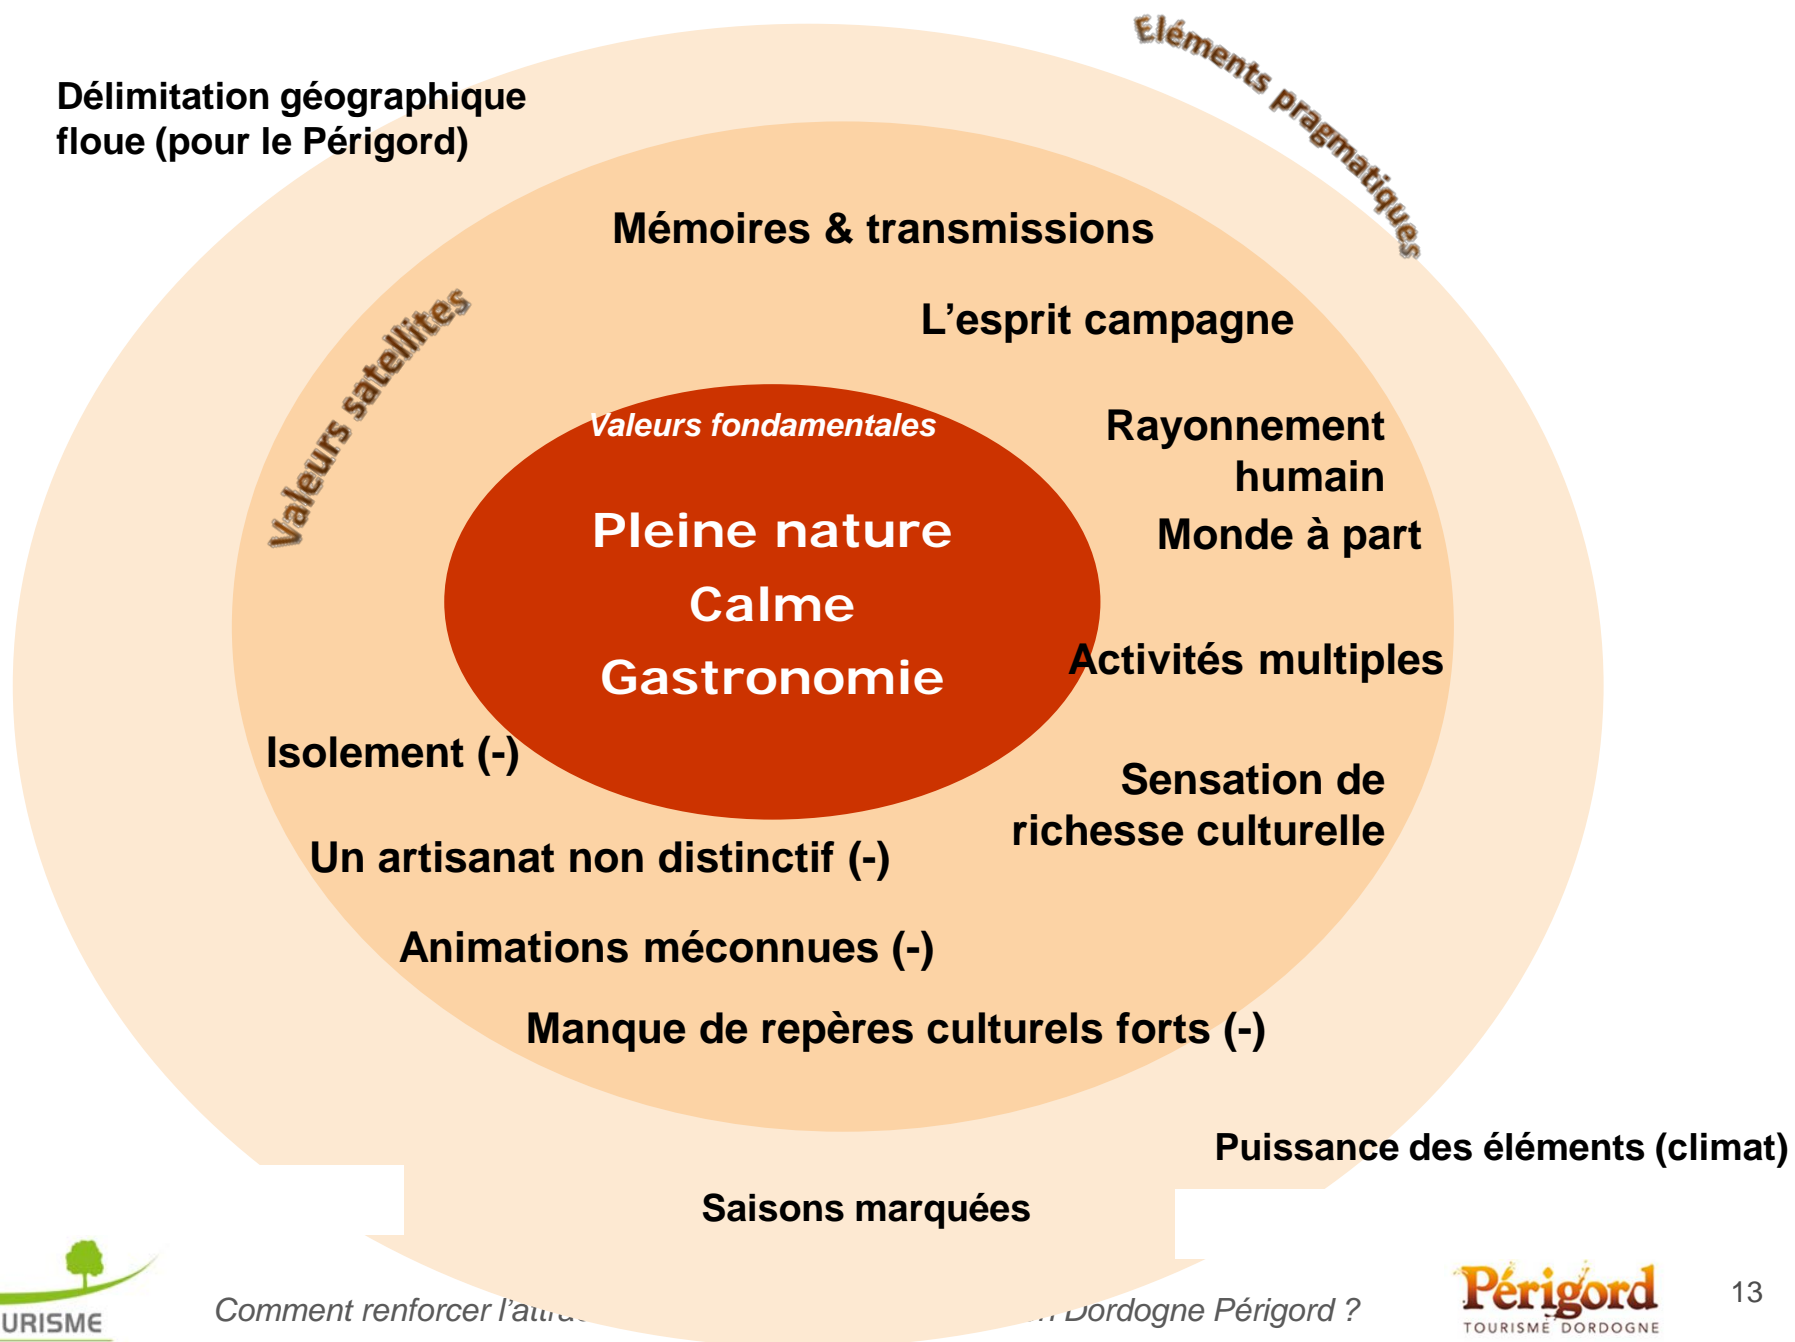 Eléments pragmatiques
Délimitation géographique
floue (pour le Périgord)
Mémoires & transmissions
L'esprit campagne
Valeurs satellites
Valeurs fondamentales
Rayonnement
humain
Pleine nature
Monde à part
Calme
Activités multiples
Gastronomie
Isolement (-)
Sensation de
richesse culturelle
Un artisanat non distinctif (-)
Animations méconnues (-)
Manque de repères culturels forts (-)
Puissance des éléments (climat)
Saisons marquées
URISME
Comment renforcer Dordogne Périgord ?
Périgord
TOURISME DORDOGNE
13